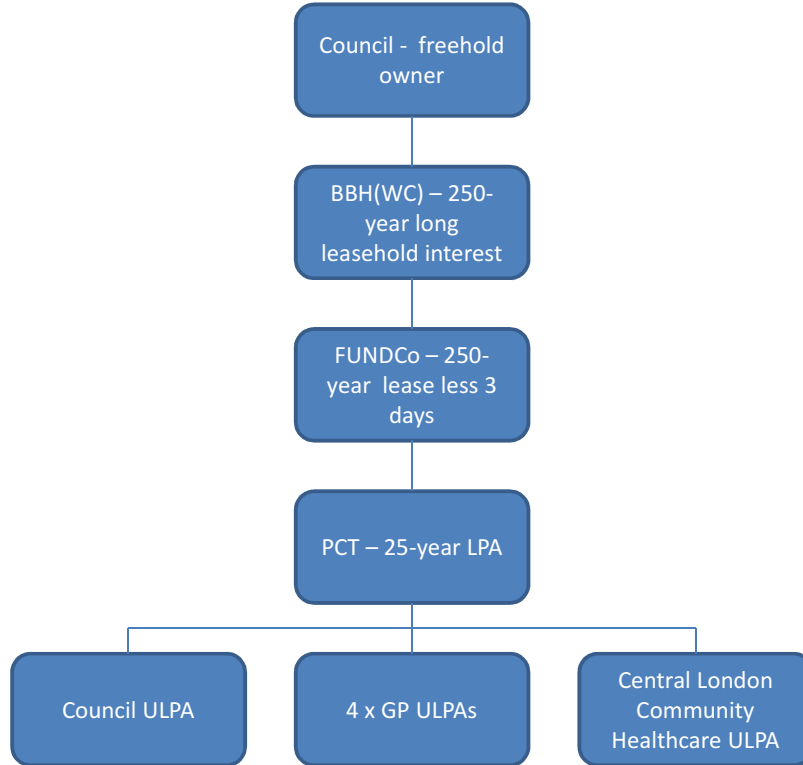 Council -  freehold
owner
BBH(WC) – 250-
year long
leasehold interest
FUNDCo – 250-
year  lease less 3
days
PCT – 25-year LPA
Council ULPA
4 x GP ULPAs
Central London
Community
Healthcare ULPA